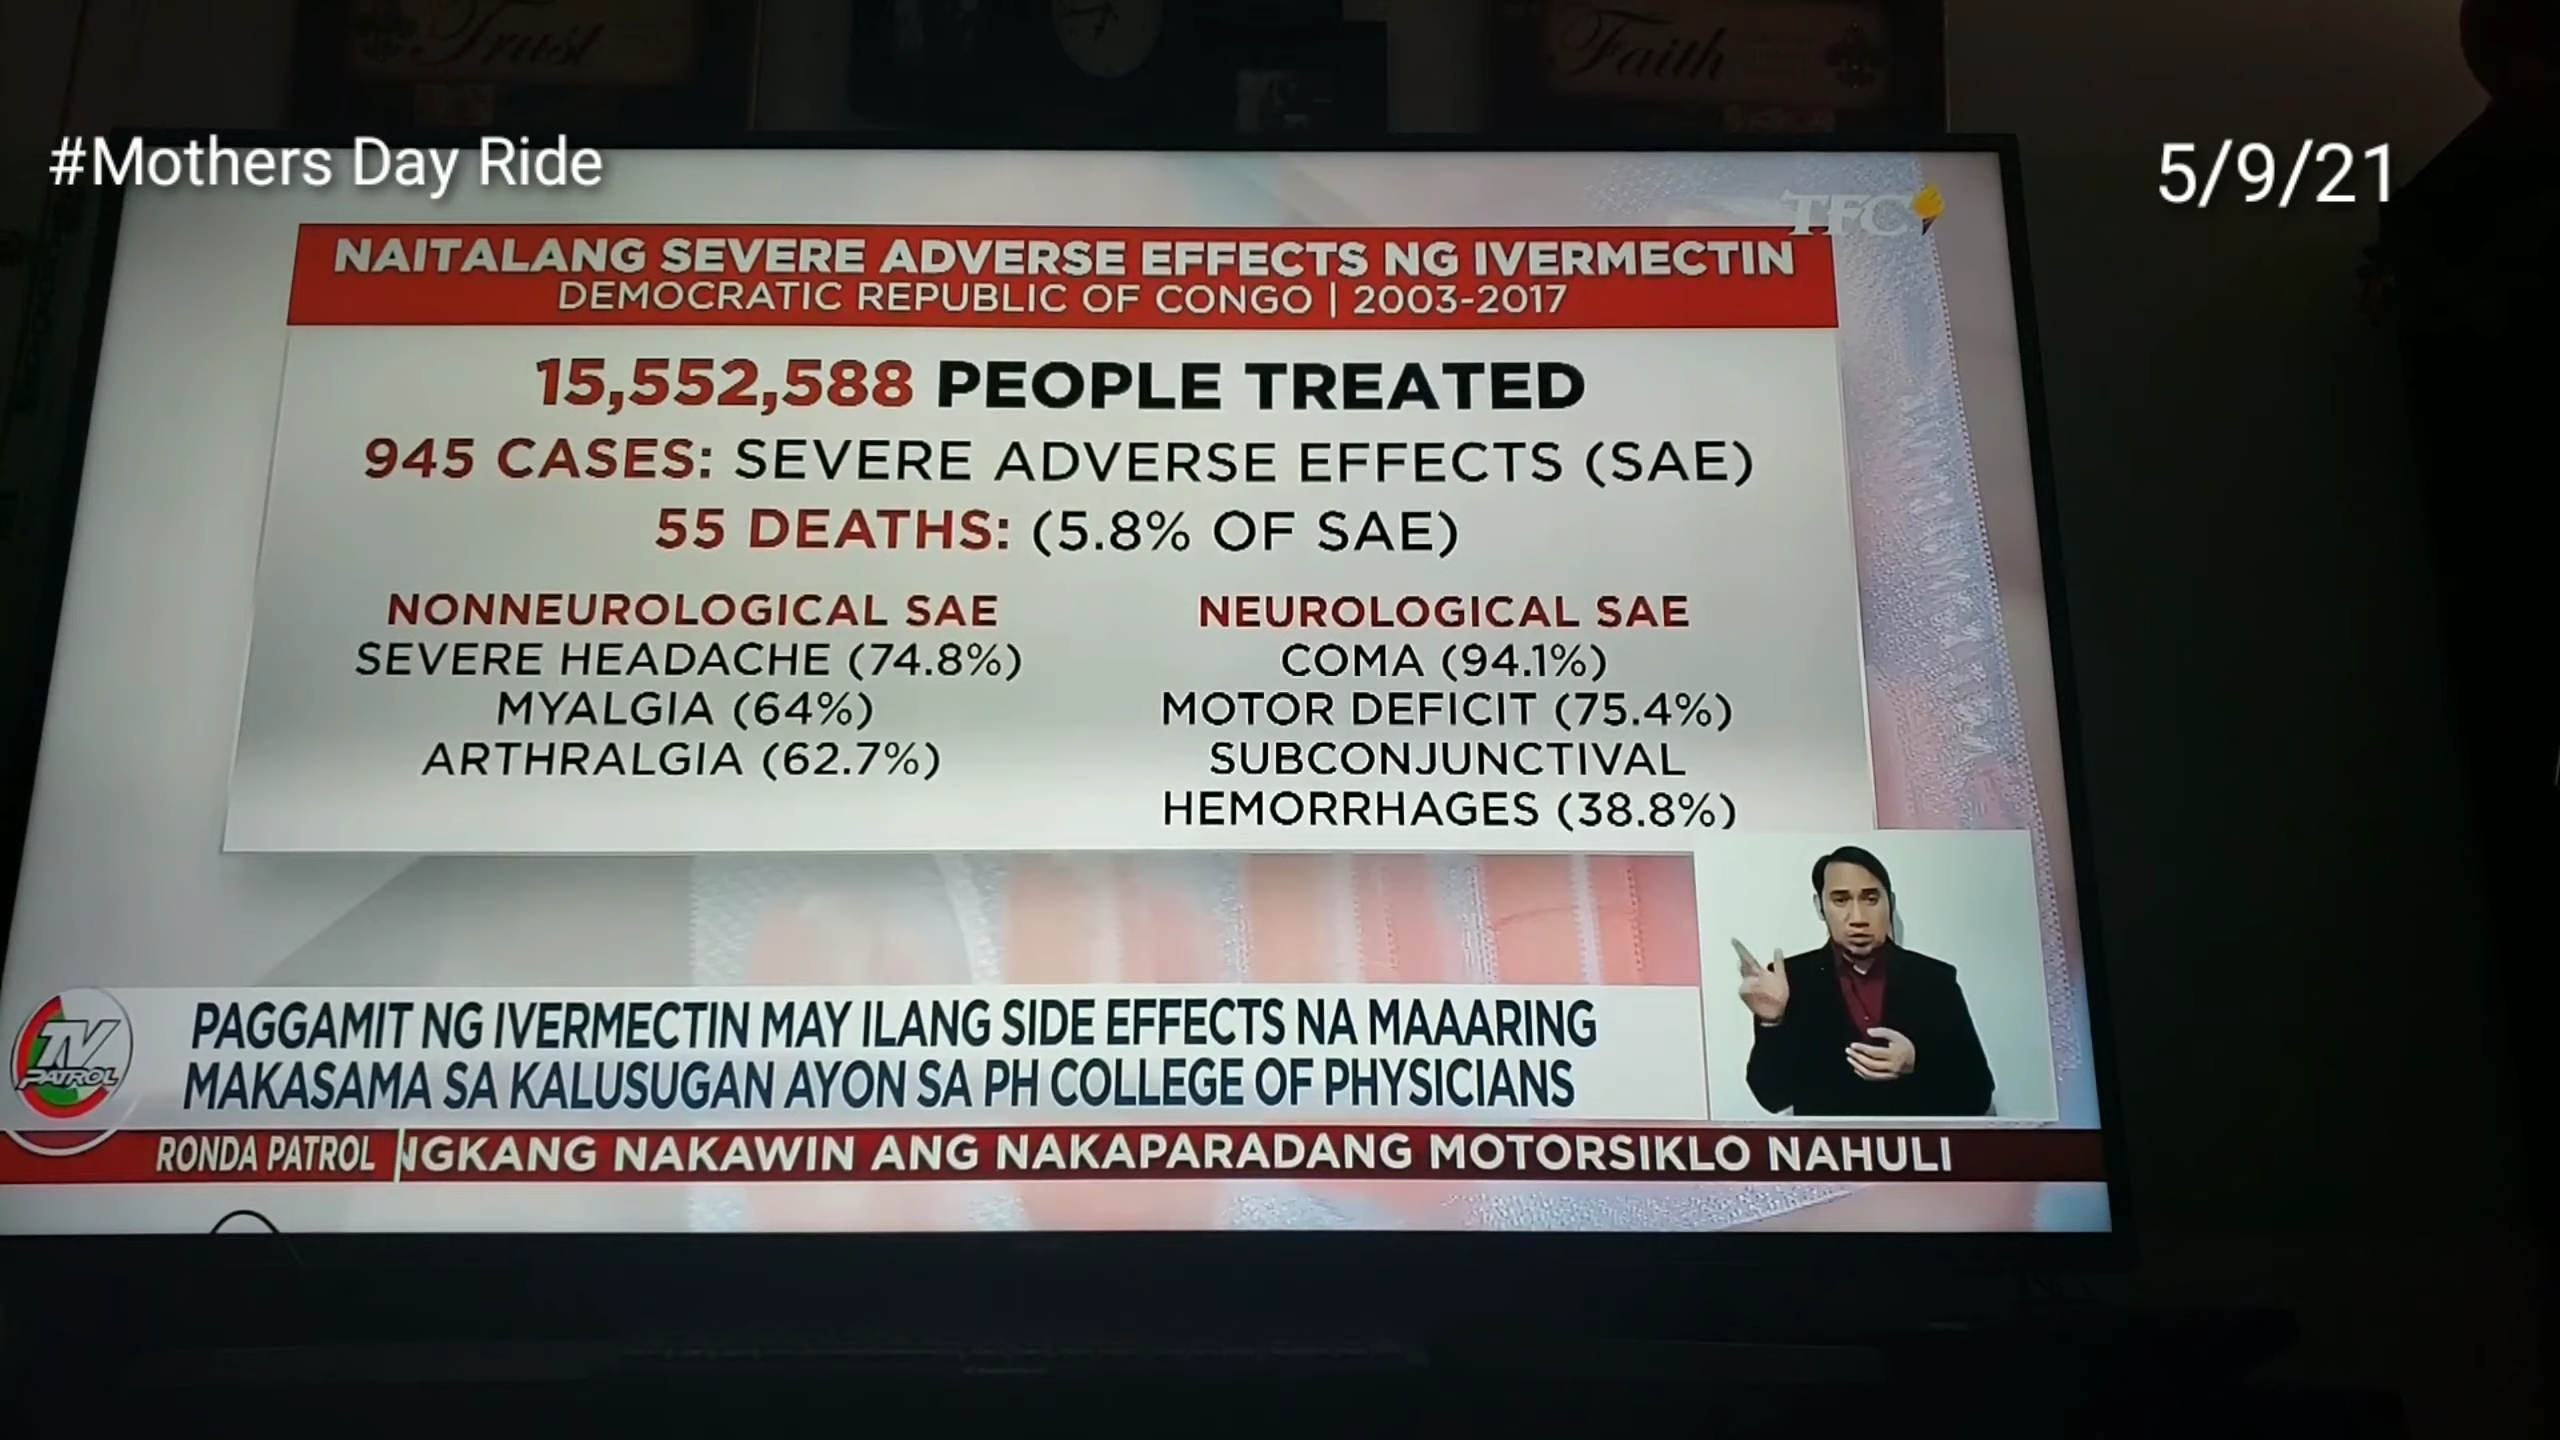 Trust
Faith
#Mothers Day Ride
5/9/21
TFC
NAITALANG SEVERE ADVERSE EFFECTS NG IVERMECTIN
DEMOCRATIC REPUBLIC OF CONGO | 2003-2017
15,552,588 PEOPLE TREATED
945 CASES: SEVERE ADVERSE EFFECTS (SAE)
55 DEATHS: (5.8% OF SAE)
NONNEUROLOGICAL SAE
SEVERE HEADACHE (74.8%)
MYALGIA (64%)
ARTHRALGIA (62.7%)
NEUROLOGICAL SAE
COMA (94.1%)
MOTOR DEFICIT (75.4%)
SUBCONJUNCTIVAL
HEMORRHAGES (38.8%)
TV PATROL
PAGGAMIT NG IVERMECTIN MAY ILANG SIDE EFFECTS NA MAAARING
MAKASAMA SA KALUSUGAN AYON SA PH COLLEGE OF PHYSICIANS
RONDA PATROL NGKANG NAKAWIN ANG NAKAPARADANG MOTORSIKLO NAHULI